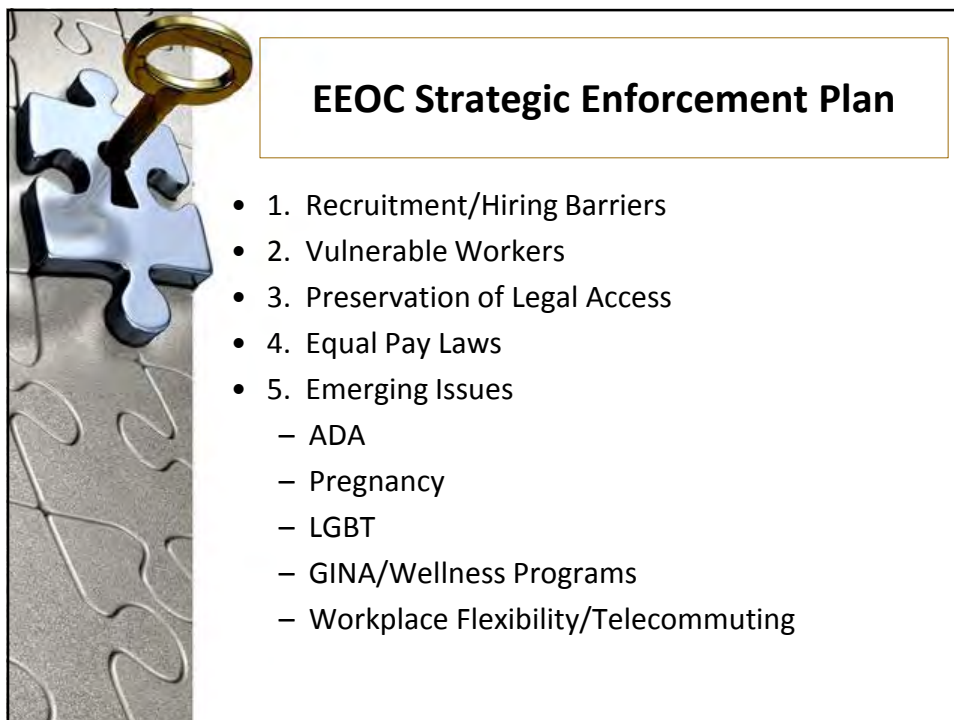 EEOC Strategic Enforcement Plan
• 1. Recruitment/Hiring Barriers
• 2. Vulnerable Workers
• 3. Preservation of Legal Access
• 4. Equal Pay Laws
• 5. Emerging Issues
– ADA
– Pregnancy
– LGBT
– GINA/Wellness Programs
– Workplace Flexibility/Telecommuting